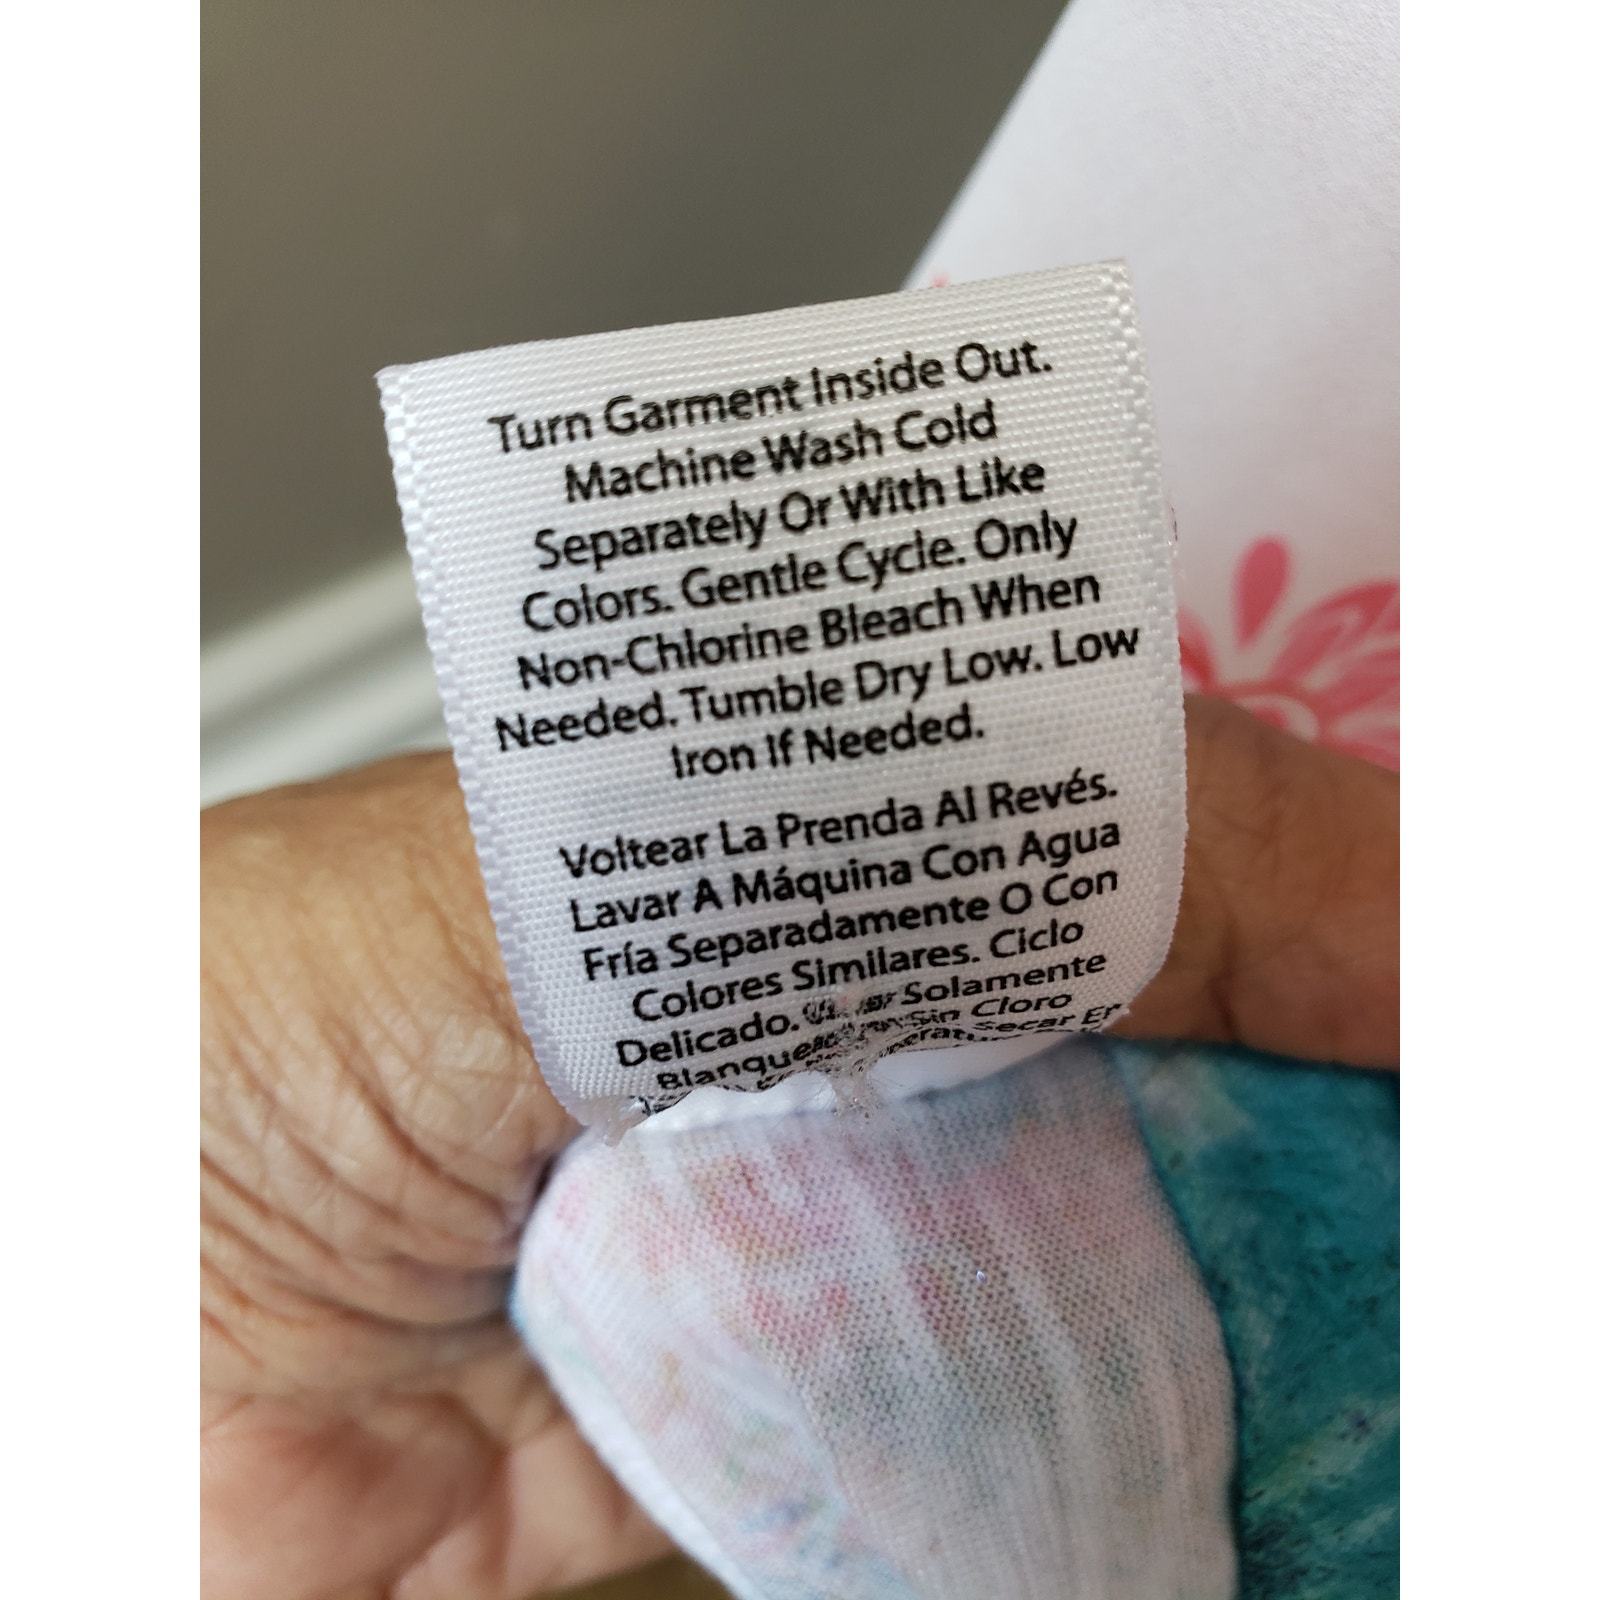 Turn Garment Inside Out.
Machine Wash Cold
Separately Or With Like
Colors. Gentle Cycle. Only
Non-Chlorine Bleach When
Needed. Tumble Dry Low. Low
Iron If Needed.
Voltear La Prenda Al Revés.
Lavar A Máquina Con Agua
Fría Separadamente O Con
Colores Similares. Ciclo
Delicado. Solamente
Sin Cloro
Secar En